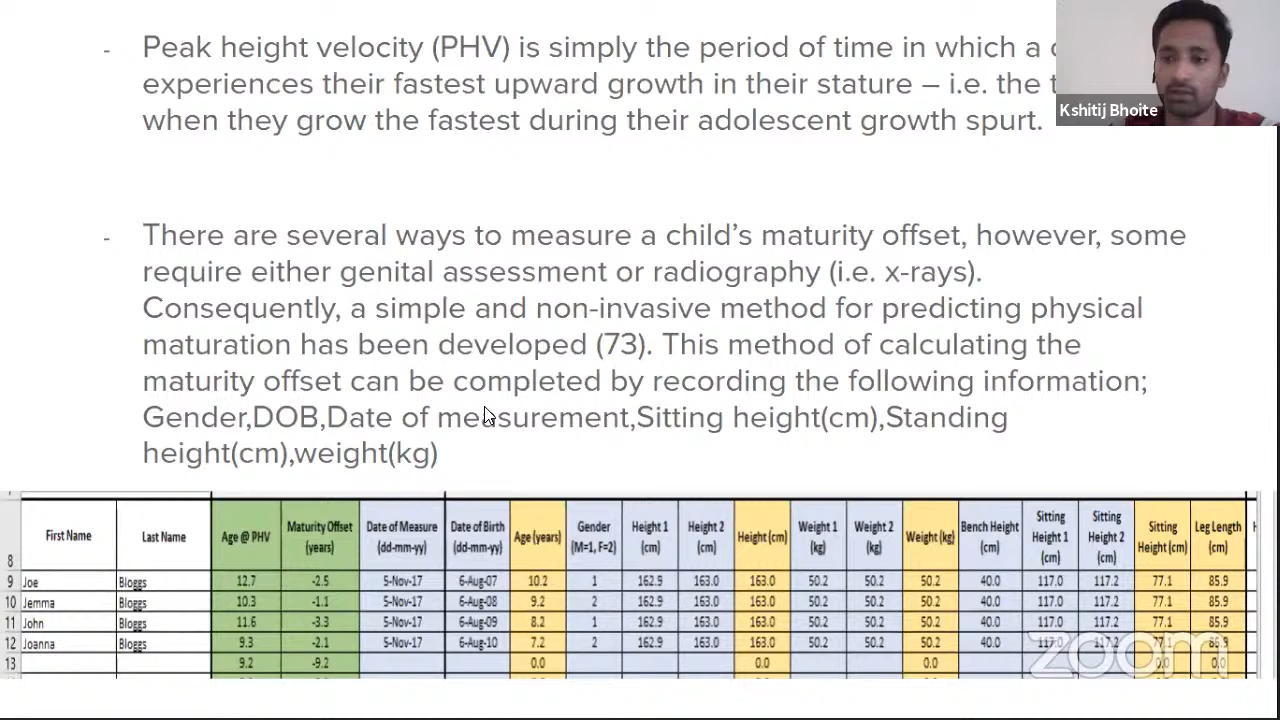 - Peak height velocity (PHV) is simply the period of time in which a
experiences their fastest upward growth in their stature – i.e. the
when they grow the fastest during their adolescent growth spurt.
Kshitij Bhoite
- There are several ways to measure a child's maturity offset, however, some
require either genital assessment or radiography (i.e. x-rays).
Consequently, a simple and non-invasive method for predicting physical
maturation has been developed (73). This method of calculating the
maturity offset can be completed by recording the following information;
Gender,DOB,Date of measurement,Sitting height(cm),Standing
height(cm),weight(kg)
8 First Name Last Name Age @ PHV Maturity Offset (years) Date of Measure (dd-mm-yy) Date of Birth (dd-mm-yy) Age (years) Gender (M=1, F=2) Height 1 (cm) Height 2 (cm) Height (cm) Weight 1 (kg) Weight 2 (kg) Weight (kg) Bench Height (cm) Sitting Height 1 (cm) Sitting Height 2 (cm) Sitting Height (cm) Leg Length (cm)
9 Joe Bloggs 12.7 -2.5 5-Nov-17 6-Aug-07 10.2 1 162.9 163.0 163.0 50.2 50.2 50.2 40.0 117.0 117.2 77.1 85.9
10 Jemma Bloggs 10.3 -1.1 5-Nov-17 6-Aug-08 9.2 2 162.9 163.0 163.0 50.2 50.2 50.2 40.0 117.0 117.2 77.1 85.9
11 John Bloggs 11.6 -3.3 5-Nov-17 6-Aug-09 8.2 1 162.9 163.0 163.0 50.2 50.2 50.2 40.0 117.0 117.2 77.1 85.9
12 Joanna Bloggs 9.3 -2.1 5-Nov-17 6-Aug-10 7.2 2 162.9 163.0 163.0 50.2 50.2 50.2 40.0 117.0 117.2 77.1 85.9
13 9.2 -9.2 0.0 0.0 0.0 0.0 0.0
zoom